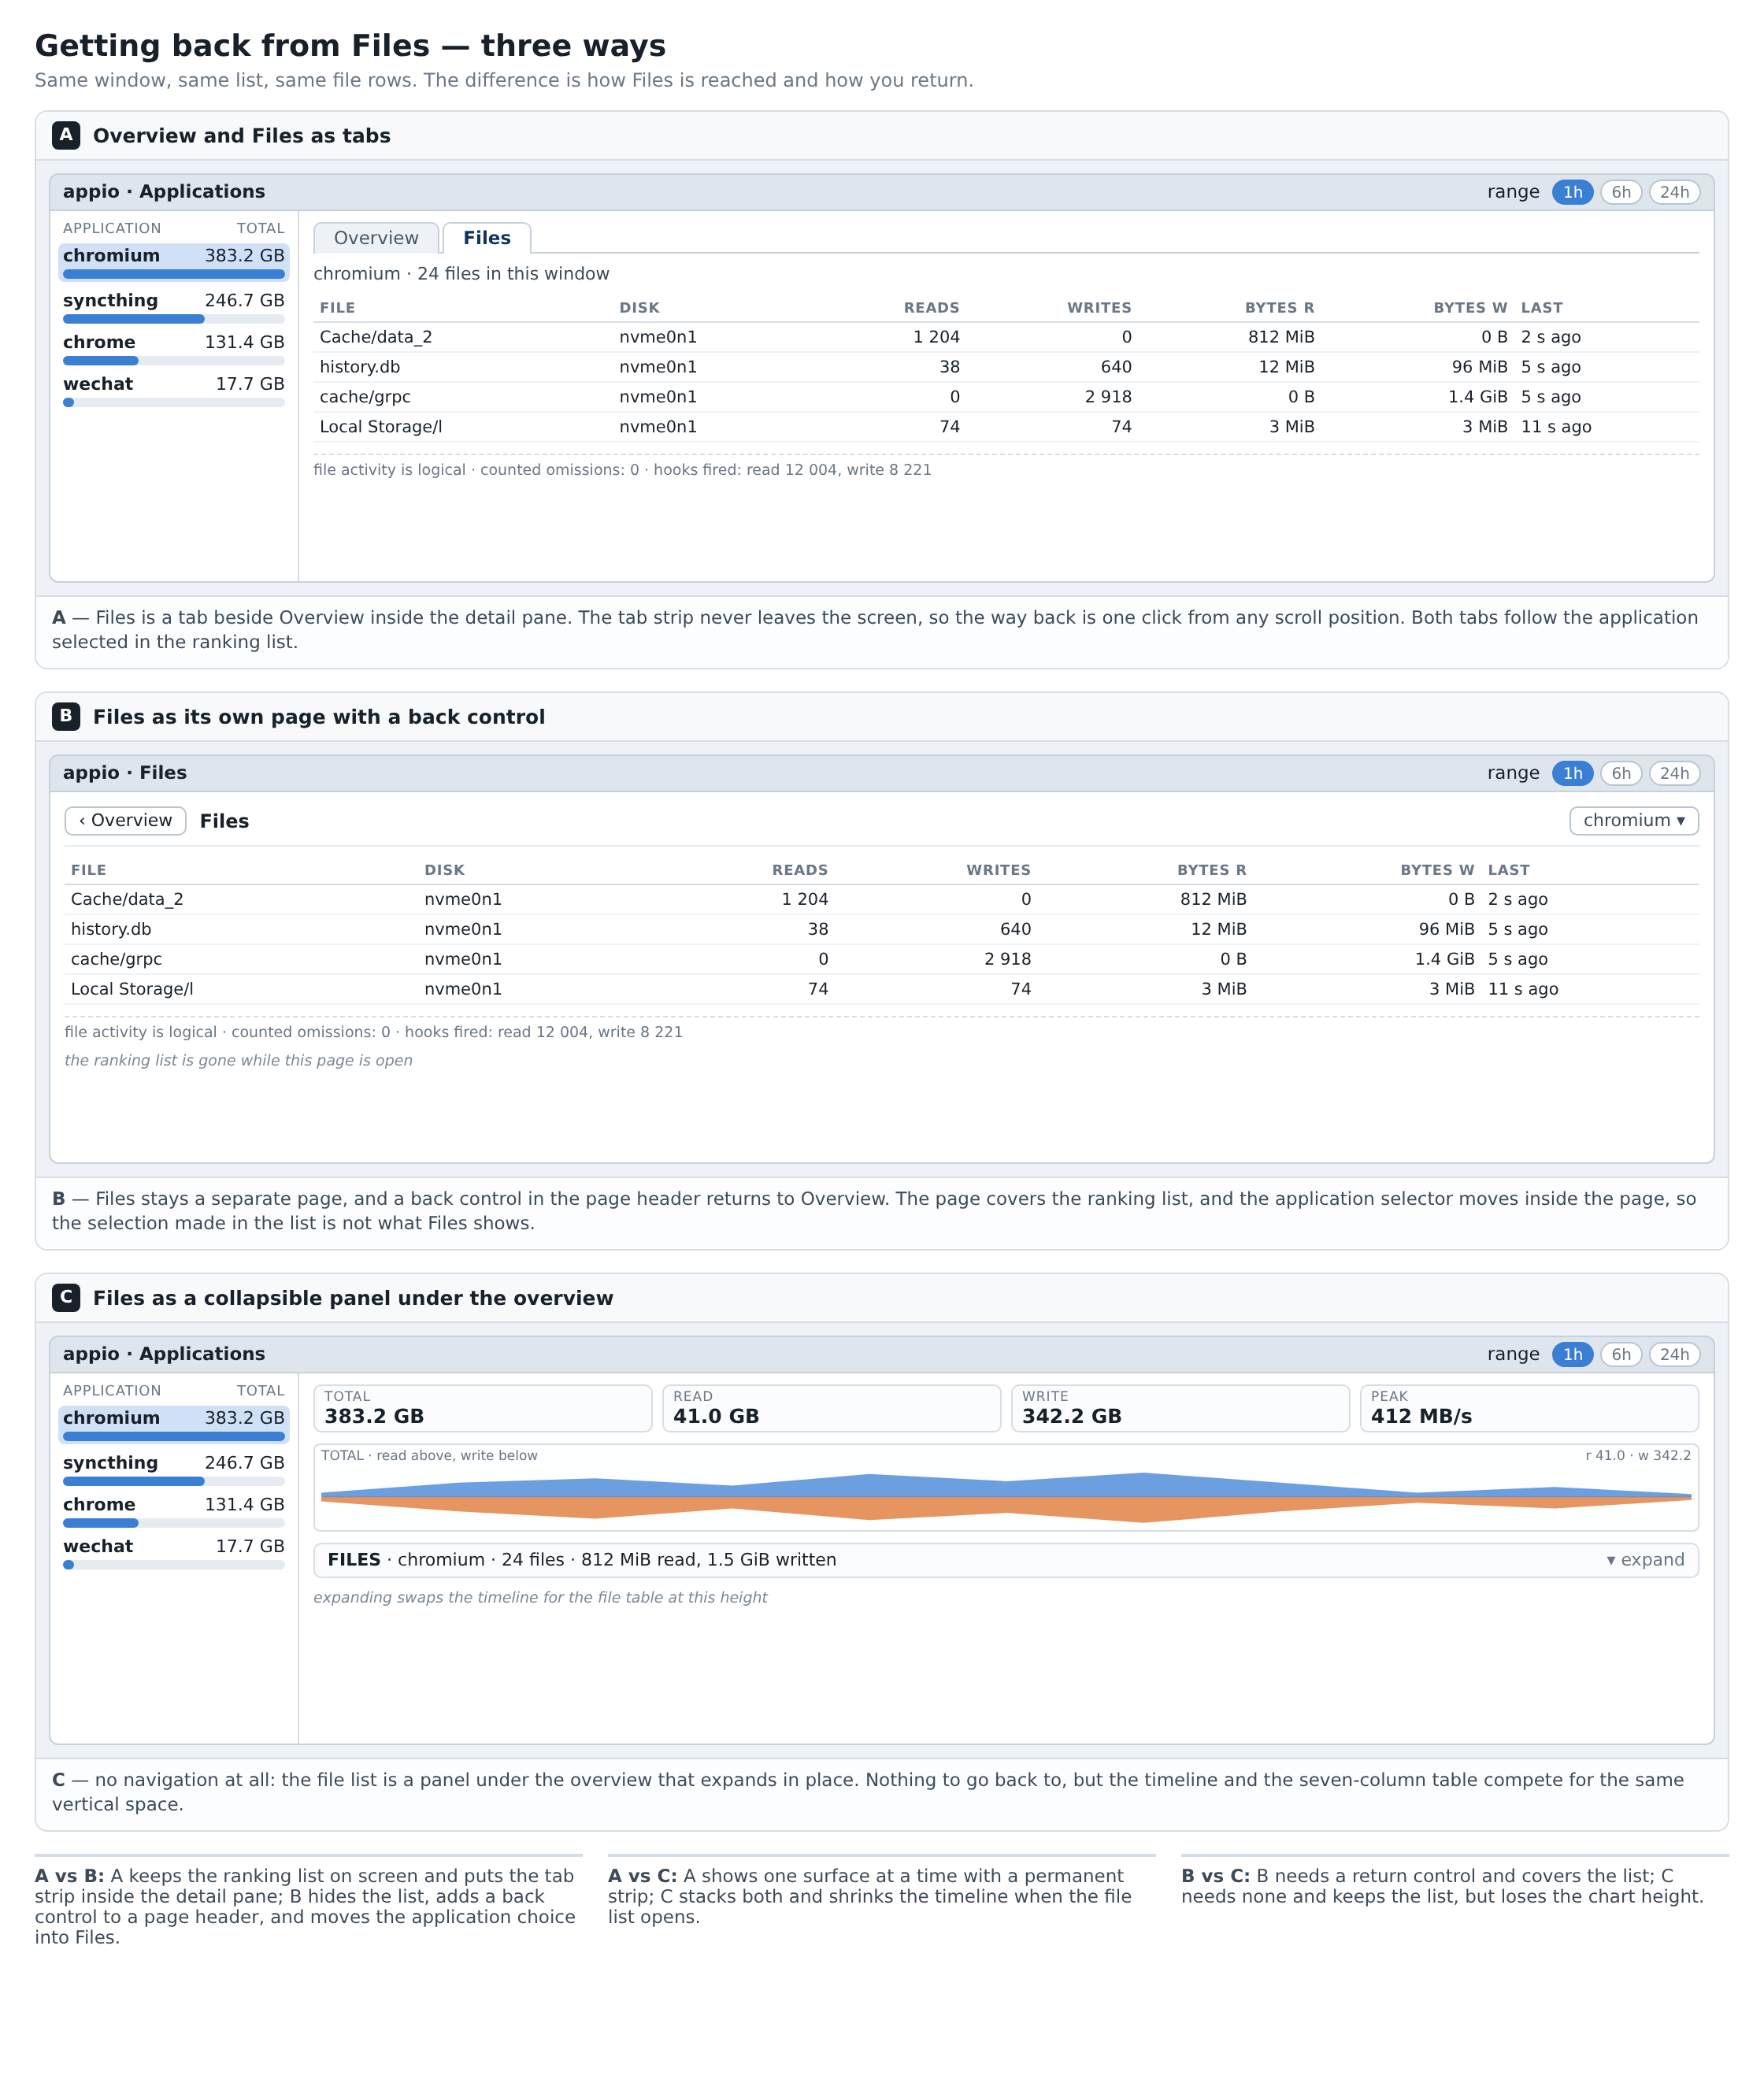 Getting back from Files — three ways
Same window, same list, same file rows. The difference is how Files is reached and how you return.
A Overview and Files as tabs
appio · Applications range 1h 6h 24h
APPLICATION TOTAL
chromium 383.2 GB
syncthing 246.7 GB
chrome 131.4 GB
wechat 17.7 GB
Overview Files
chromium · 24 files in this window
FILE DISK READS WRITES BYTES R BYTES W LAST
Cache/data_2 nvme0n1 1 204 0 812 MiB 0 B 2 s ago
history.db nvme0n1 38 640 12 MiB 96 MiB 5 s ago
cache/grpc nvme0n1 0 2 918 0 B 1.4 GiB 5 s ago
Local Storage/l nvme0n1 74 74 3 MiB 3 MiB 11 s ago
file activity is logical · counted omissions: 0 · hooks fired: read 12 004, write 8 221
A — Files is a tab beside Overview inside the detail pane. The tab strip never leaves the screen, so the way back is one click from any scroll position. Both tabs follow the application
selected in the ranking list.
B Files as its own page with a back control
appio · Files range 1h 6h 24h
‹ Overview Files chromium ▾
FILE DISK READS WRITES BYTES R BYTES W LAST
Cache/data_2 nvme0n1 1 204 0 812 MiB 0 B 2 s ago
history.db nvme0n1 38 640 12 MiB 96 MiB 5 s ago
cache/grpc nvme0n1 0 2 918 0 B 1.4 GiB 5 s ago
Local Storage/l nvme0n1 74 74 3 MiB 3 MiB 11 s ago
file activity is logical · counted omissions: 0 · hooks fired: read 12 004, write 8 221
the ranking list is gone while this page is open
B — Files stays a separate page, and a back control in the page header returns to Overview. The page covers the ranking list, and the application selector moves inside the page, so
the selection made in the list is not what Files shows.
C Files as a collapsible panel under the overview
appio · Applications range 1h 6h 24h
APPLICATION TOTAL
chromium 383.2 GB
syncthing 246.7 GB
chrome 131.4 GB
wechat 17.7 GB
TOTAL READ WRITE PEAK
383.2 GB 41.0 GB 342.2 GB 412 MB/s
TOTAL · read above, write below r 41.0 · w 342.2
FILES · chromium · 24 files · 812 MiB read, 1.5 GiB written ▾ expand
expanding swaps the timeline for the file table at this height
C — no navigation at all: the file list is a panel under the overview that expands in place. Nothing to go back to, but the timeline and the seven-column table compete for the same
vertical space.
A vs B: A keeps the ranking list on screen and puts the tab
strip inside the detail pane; B hides the list, adds a back
control to a page header, and moves the application choice
into Files.
A vs C: A shows one surface at a time with a permanent
strip; C stacks both and shrinks the timeline when the file
list opens.
B vs C: B needs a return control and covers the list; C
needs none and keeps the list, but loses the chart height.